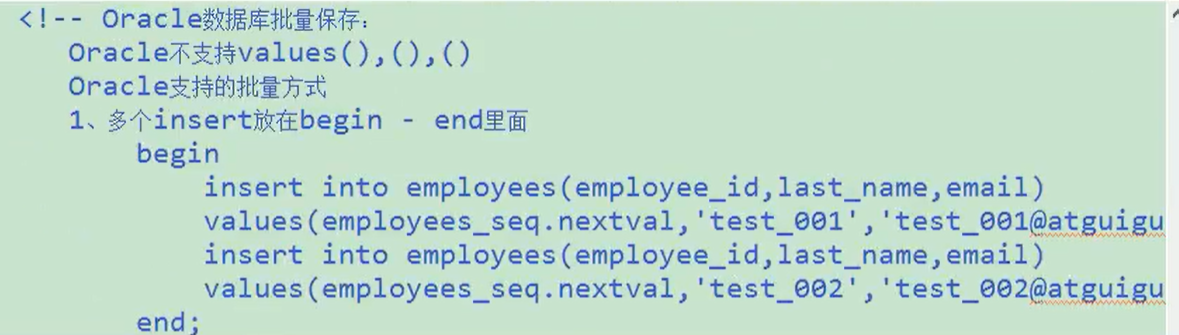 <!-- Oracle数据库批量保存:
Oracle不支持values(),(),()
Oracle支持的批量方式
1、多个insert放在begin - end里面
begin
insert into employees(employee_id,last_name,email)
values(employees_seq.nextval,'test_001','test_001@atguigu
insert into employees(employee_id,last_name,email)
values(employees_seq.nextval,'test_002','test_002@atguigu
end;